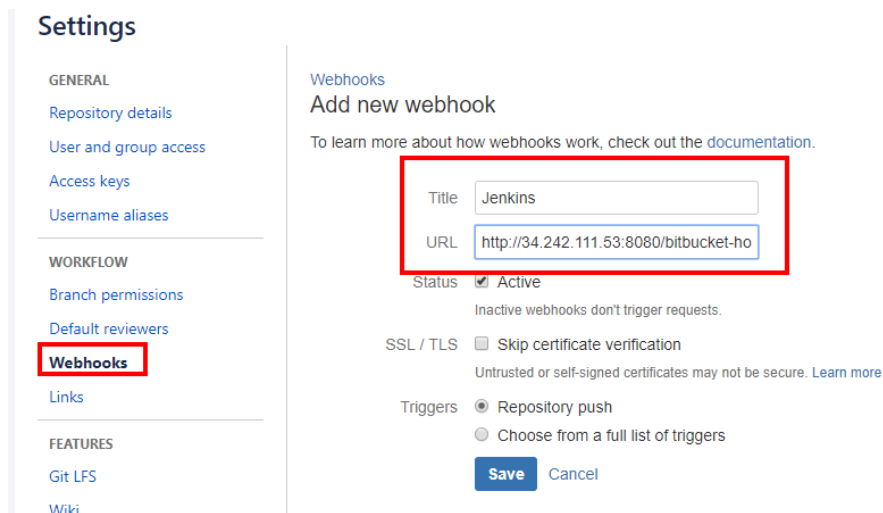 Settings
GENERAL
Repository details
User and group access
Access keys
Username aliases
WORKFLOW
Branch permissions
Default reviewers
Webhooks
Links
FEATURES
Git LFS
Wiki
Webhooks
Add new webhook
To learn more about how webhooks work, check out the documentation.
Title Jenkins
URL http://34.242.111.53:8080/bitbucket-ho
Status Active
Inactive webhooks don't trigger requests.
SSL / TLS Skip certificate verification
Untrusted or self-signed certificates may not be secure. Learn more
Triggers Repository push
Choose from a full list of triggers
Save Cancel